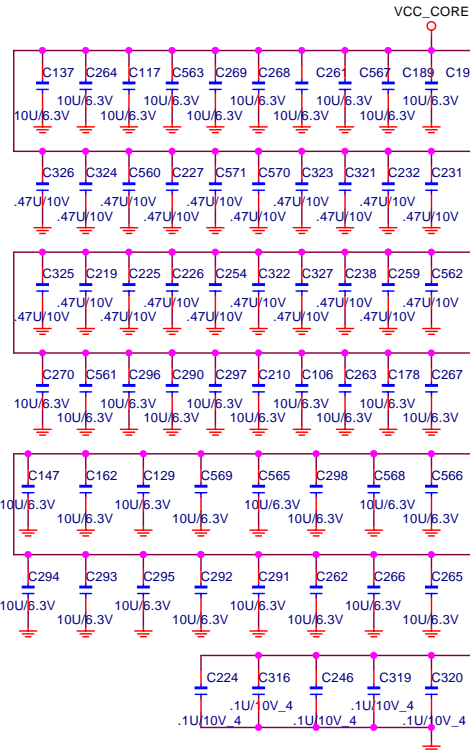 VCC_CORE
C137 C264 C117 C563 C269 C268 C261 C567 C189 C19
10U/6.3V 10U/6.3V 10U/6.3V 10U/6.3V 10U/6.3V
10U/6.3V 10U/6.3V 10U/6.3V 10U/6.3V 10U/6.3V
C326 C324 C560 C227 C571 C570 C323 C321 C232 C231
.47U/10V .47U/10V .47U/10V .47U/10V .47U/10V
.47U/10V .47U/10V .47U/10V .47U/10V .47U/10V
C325 C219 C225 C226 C254 C322 C327 C238 C259 C562
.47U/10V .47U/10V .47U/10V .47U/10V .47U/10V
.47U/10V .47U/10V .47U/10V .47U/10V .47U/10V
C270 C561 C296 C290 C297 C210 C106 C263 C178 C267
10U/6.3V 10U/6.3V 10U/6.3V 10U/6.3V 10U/6.3V
10U/6.3V 10U/6.3V 10U/6.3V 10U/6.3V 10U/6.3V
C147 C162 C129 C569 C565 C298 C568 C566
10U/6.3V 10U/6.3V 10U/6.3V 10U/6.3V
10U/6.3V 10U/6.3V 10U/6.3V 10U/6.3V
C294 C293 C295 C292 C291 C262 C266 C265
10U/6.3V 10U/6.3V 10U/6.3V 10U/6.3V
10U/6.3V 10U/6.3V 10U/6.3V 10U/6.3V
C224 C316 C246 C319 C320
.1U/10V_4 .1U/10V_4
.1U/10V_4 .1U/10V_4 .1U/10V_4